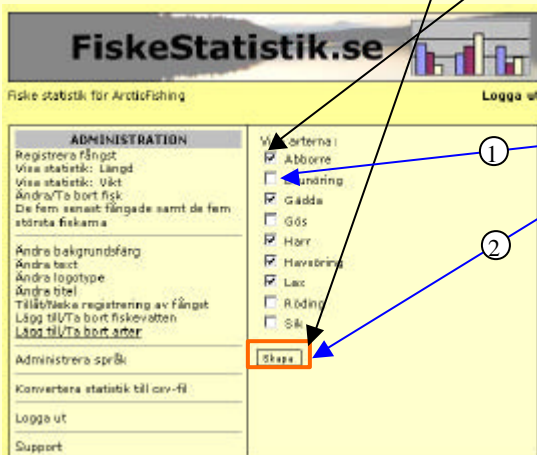 FiskeStatistik.se
Fiske statistik för ArcticFishing
Logga ut
ADMINISTRATION
Registrera fångst
Visa statistik: Längd
Visa statistik: Vikt
Ändra/Ta bort fisk
De fem senast fångade samt de fem
största fiskarna
Ändra bakgrundsfärg
Ändra text
Ändra logotype
Ändra titel
Tillåt/Neka registrering av fångst
Lägg till/Ta bort fiskevatten
Lägg till/Ta bort arter
Administrera språk
Konvertera statistik till csv-fil
Logga ut
Support
arterna:
Abborre
Gädda
Gös
Harr
Havsöring
Lax
Röding
Sik
Skapa
1
2